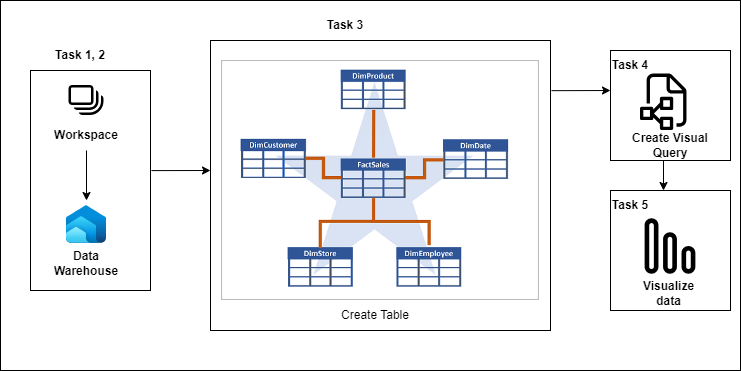 Task 1, 2
Workspace
Data
Warehouse
Task 3
DimProduct
DimCustomer
DimDate
FactSales
DimStore
DimEmployee
Create Table
Task 4
Create Visual
Query
Task 5
Visualize
data